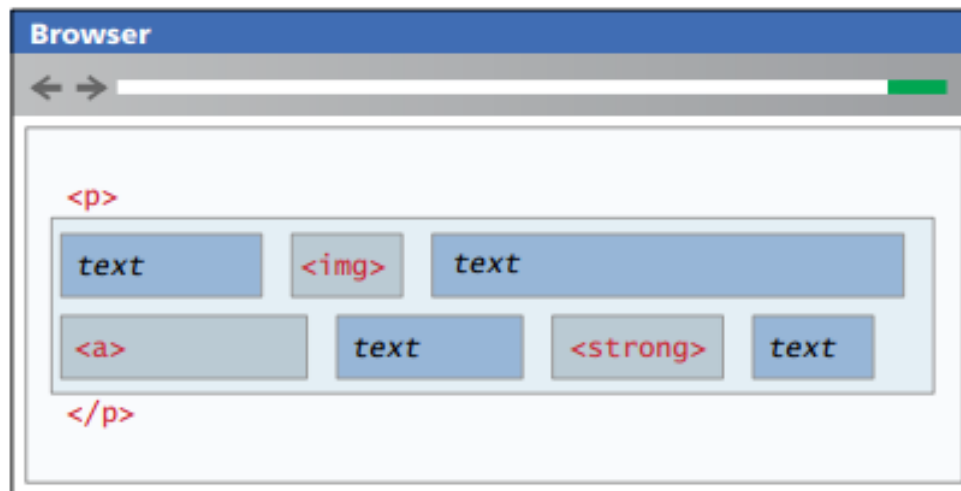 Browser
<p>
text <img> text
<a> text <strong> text
</p>